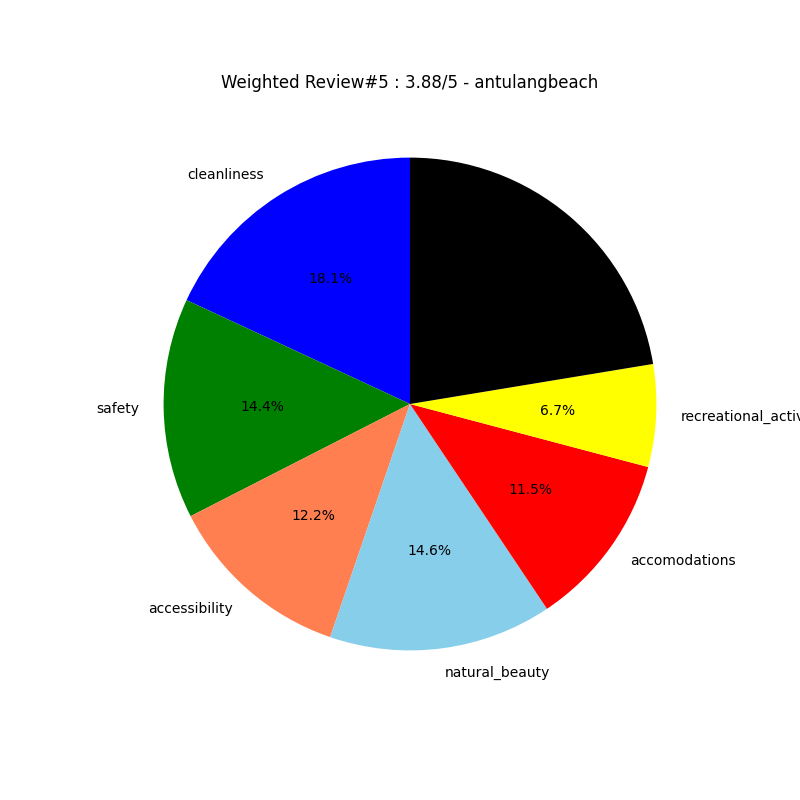 Weighted Review#5 : 3.88/5 - antulangbeach
cleanliness
18.1%
safety
14.4%
6.7%
recreational_activ
11.5%
12.2%
14.6%
accomodations
accessibility
natural_beauty